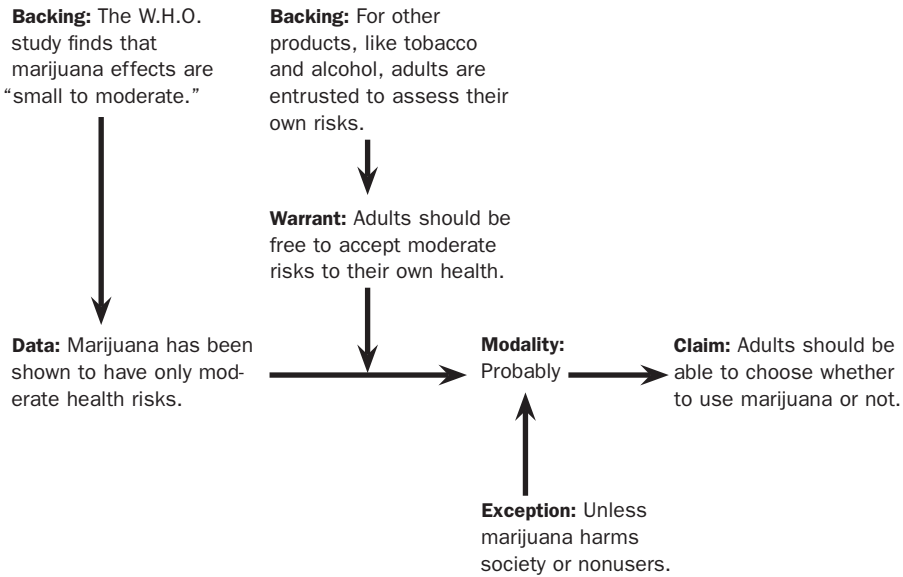 Backing: The W.H.O.
study finds that
marijuana effects are
“small to moderate.”
Backing: For other
products, like tobacco
and alcohol, adults are
entrusted to assess their
own risks.
Warrant: Adults should be
free to accept moderate
risks to their own health.
Data: Marijuana has been
shown to have only mod-
erate health risks.
Modality:
Probably
Claim: Adults should be
able to choose whether
to use marijuana or not.
Exception: Unless
marijuana harms
society or nonusers.